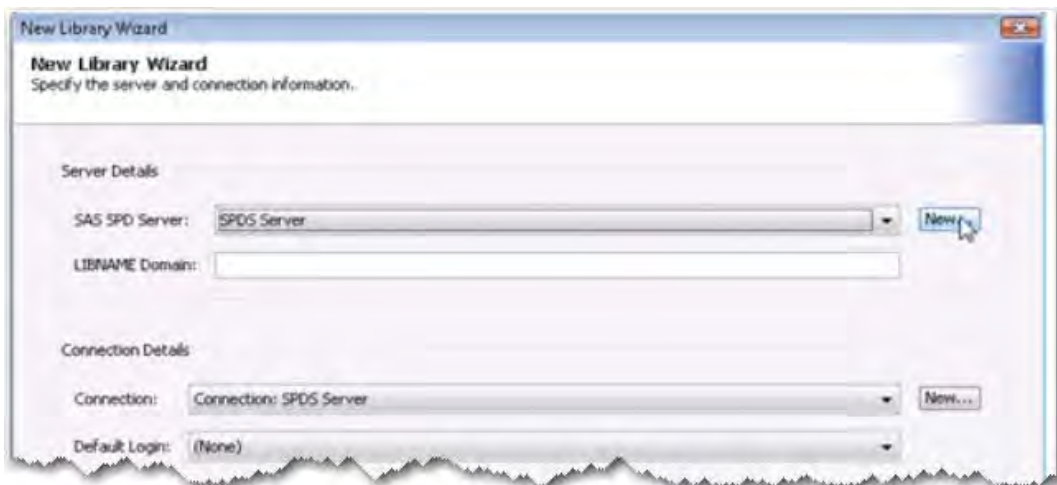 New Library Wizard
New Library Wizard
Specify the server and connection information.
Server Details
SAS SPD Server: SPDS Server New...
LIBNAME Domain:
Connection Details
Connection: Connection: SPDS Server New...
Default Login: (None)